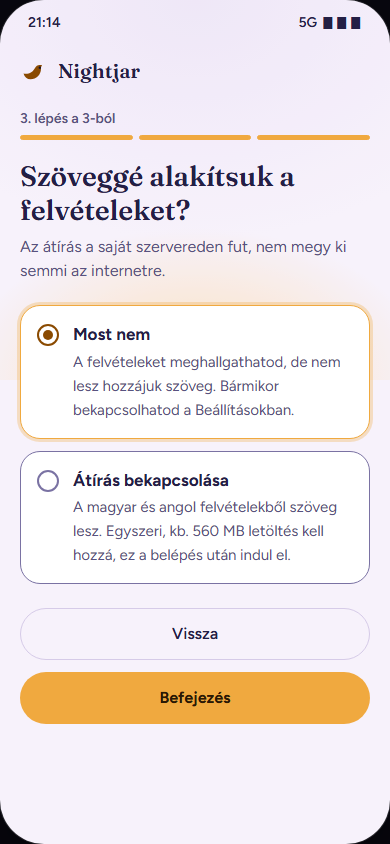 21:14
5G
Nightjar
3. lépés a 3-ból
Szöveggé alakítsuk a
felvételeket?
Az átírás a saját szervereden fut, nem megy ki
semmi az internetre.
Most nem
A felvételeket meghallgathatod, de nem
lesz hozzájuk szöveg. Bármikor
bekapcsolhatod a Beállításokban.
Átírás bekapcsolása
A magyar és angol felvételekből szöveg
lesz. Egyszeri, kb. 560 MB letöltés kell
hozzá, ez a belépés után indul el.
Vissza
Befejezés